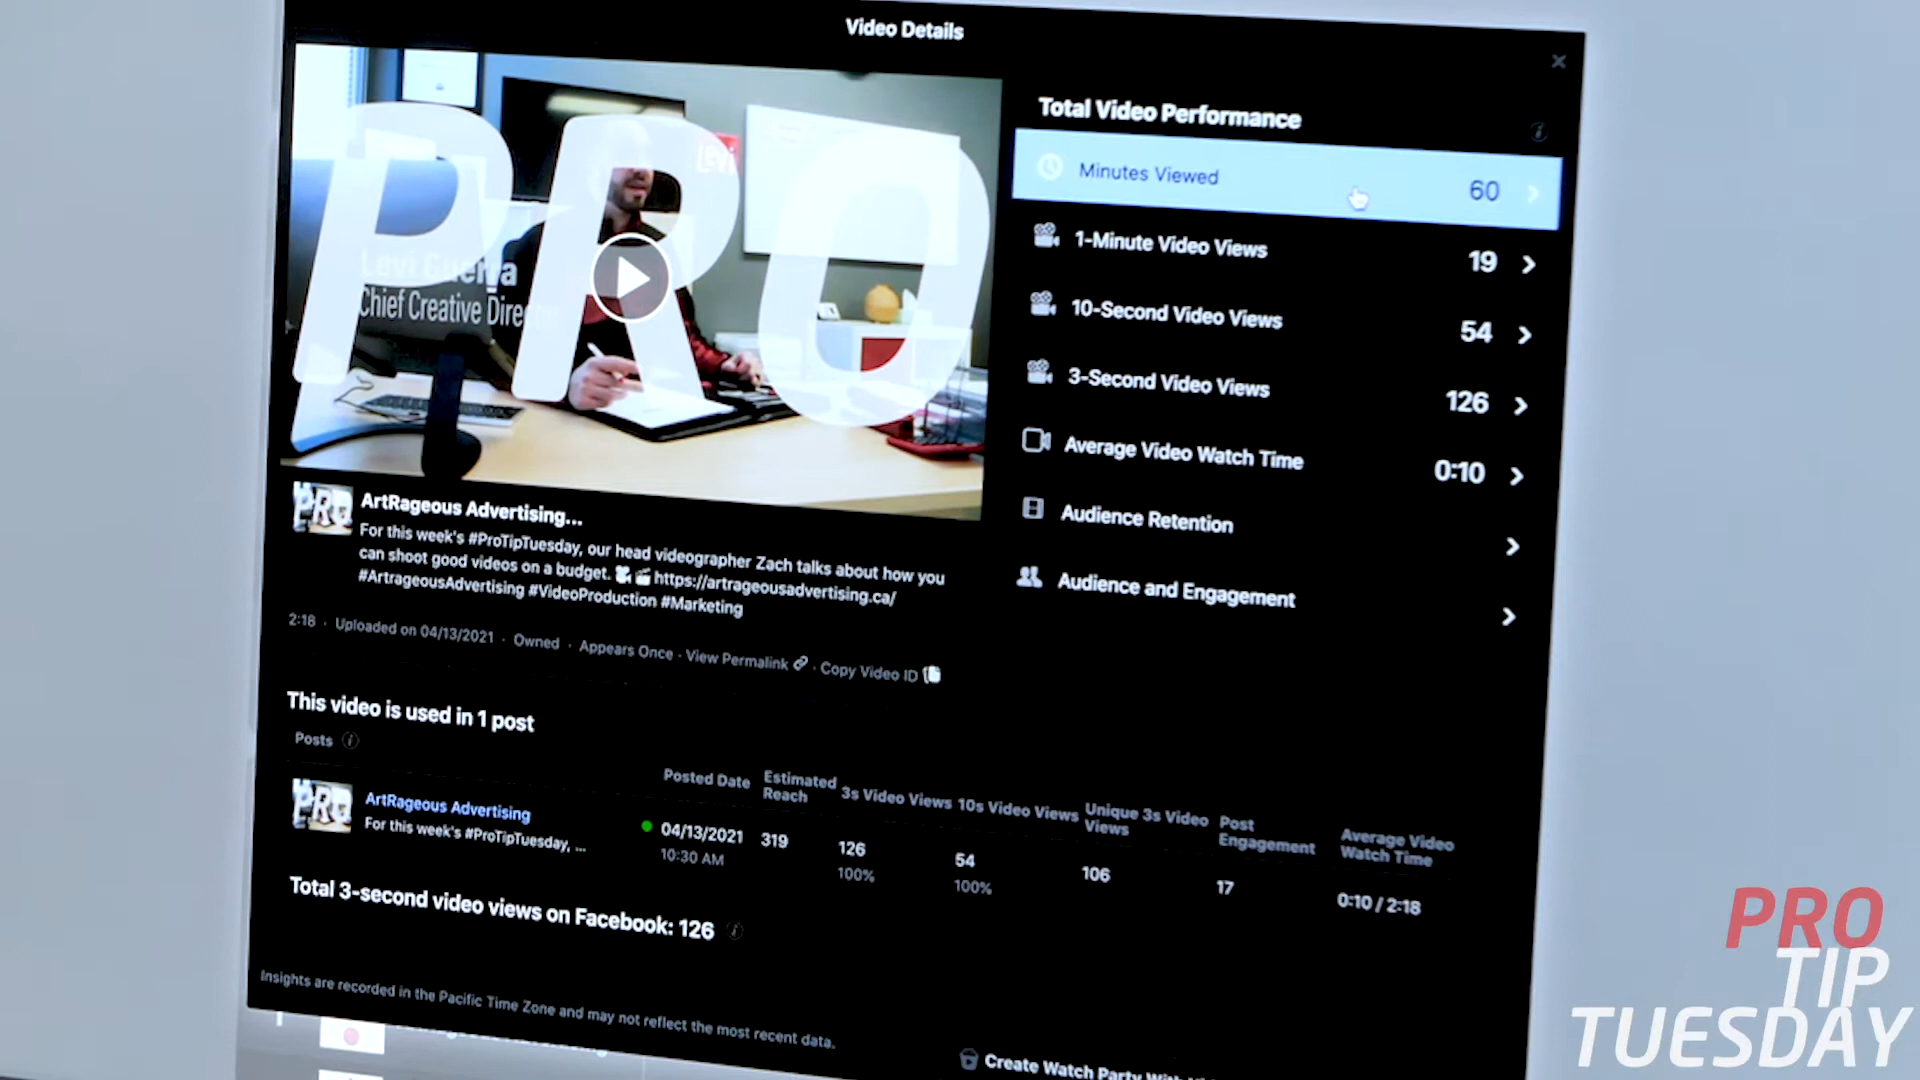 Video Details
PRO
Levi
Levi Guerra
Chief Creative Direc
Total Video Performance
Minutes Viewed 60
1-Minute Video Views 19
10-Second Video Views 54
3-Second Video Views 126
Average Video Watch Time 0:10
Audience Retention
Audience and Engagement
PRO
ArtRageous Advertising...
For this week's #ProTipTuesday, our head videographer Zach talks about how you
can shoot good videos on a budget. 🎥🎬 https://artrageousadvertising.ca/
#ArtrageousAdvertising #VideoProduction #Marketing
2:18 · Uploaded on 04/13/2021 · Owned · Appears Once · View Permalink · Copy Video ID
This video is used in 1 post
Posts
Posted Date Estimated Reach 3s Video Views 10s Video Views Unique 3s Video Views Post Engagement Average Video Watch Time
PRO
ArtRageous Advertising
For this week's #ProTipTuesday, ...
04/13/2021 319 126 54 106 17 0:10 / 2:18
10:30 AM 100% 100%
Total 3-second video views on Facebook: 126
Insights are recorded in the Pacific Time Zone and may not reflect the most recent data.
Create Watch Party
PRO
TIP
TUESDAY